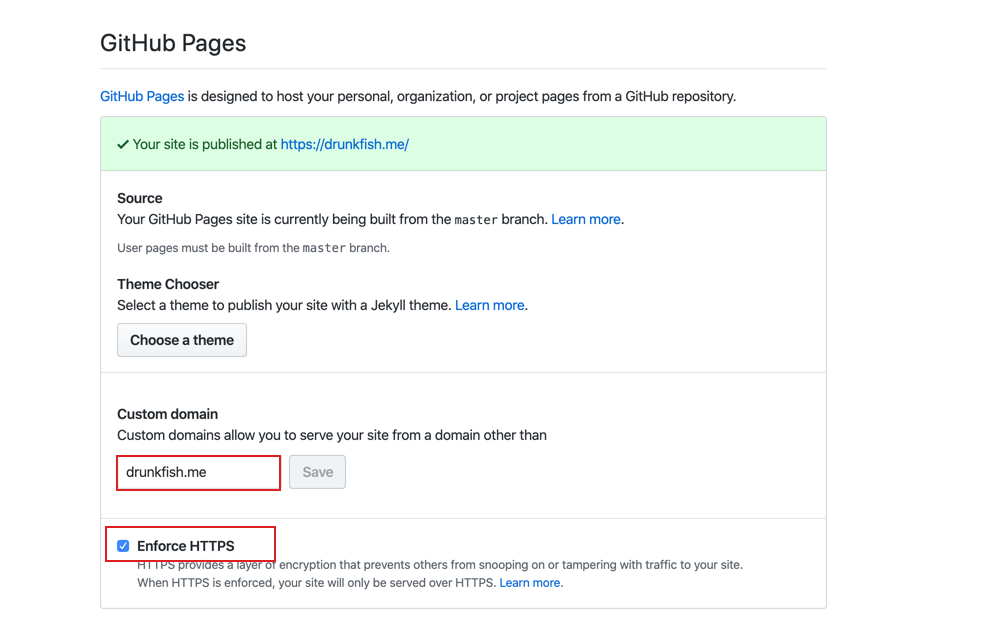 GitHub Pages
GitHub Pages is designed to host your personal, organization, or project pages from a GitHub repository.
Your site is published at https://drunkfish.me/
Source
Your GitHub Pages site is currently being built from the master branch. Learn more.
User pages must be built from the master branch.
Theme Chooser
Select a theme to publish your site with a Jekyll theme. Learn more.
Choose a theme
Custom domain
Custom domains allow you to serve your site from a domain other than
drunkfish.me Save
Enforce HTTPS
HTTPS provides a layer of encryption that prevents others from snooping on or tampering with traffic to your site.
When HTTPS is enforced, your site will only be served over HTTPS. Learn more.